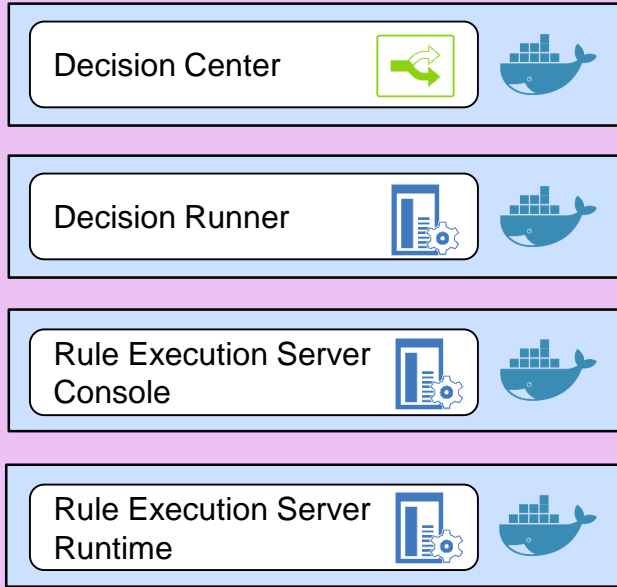 Decision Center
Decision Runner
Rule Execution Server
Console
Rule Execution Server
Runtime